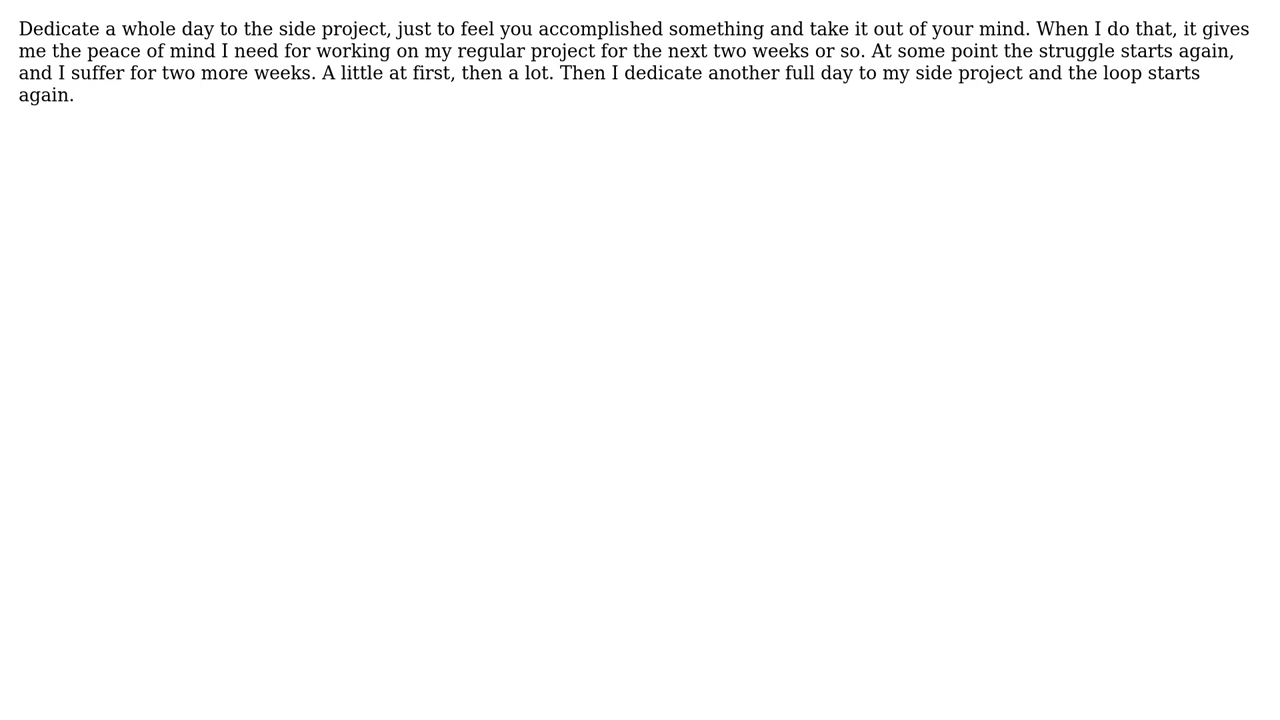 Dedicate a whole day to the side project, just to feel you accomplished something and take it out of your mind. When I do that, it gives
me the peace of mind I need for working on my regular project for the next two weeks or so. At some point the struggle starts again,
and I suffer for two more weeks. A little at first, then a lot. Then I dedicate another full day to my side project and the loop starts
again.